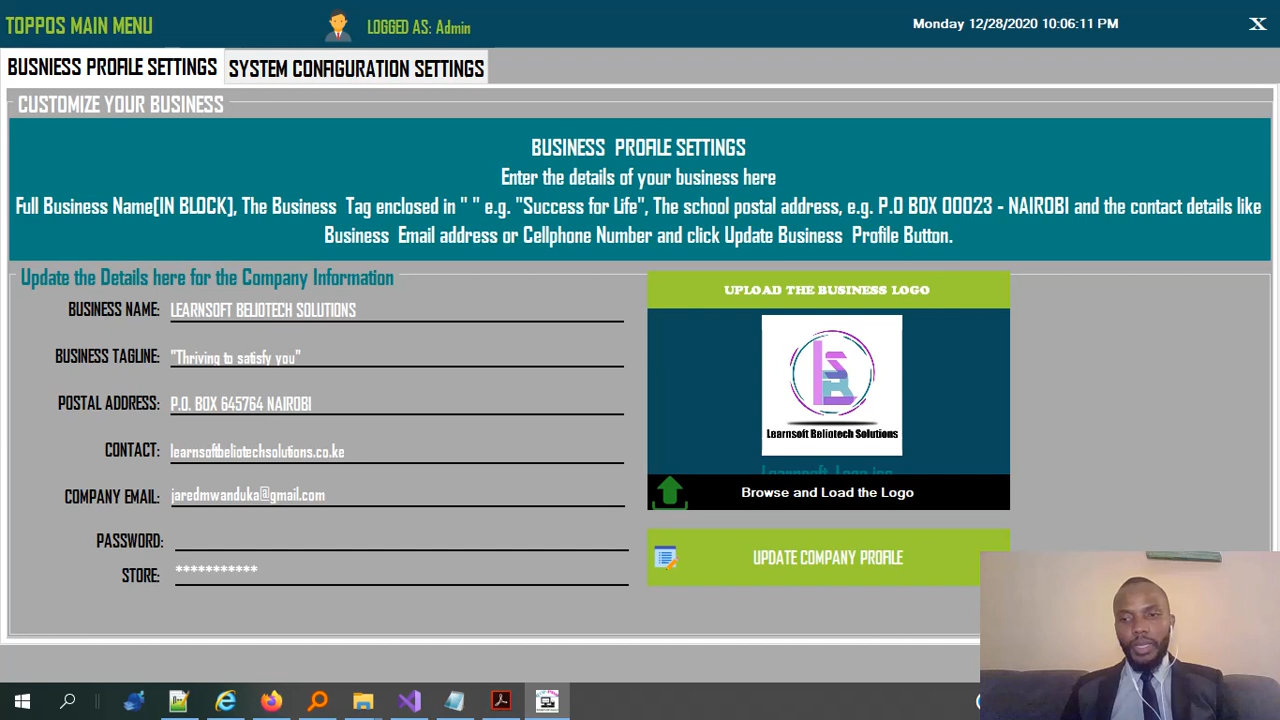 TOPPOS MAIN MENU
LOGGED AS: Admin
Monday 12/28/2020 10:06:11 PM
X
BUSNIESS PROFILE SETTINGS
SYSTEM CONFIGURATION SETTINGS
CUSTOMIZE YOUR BUSINESS
BUSINESS PROFILE SETTINGS
Enter the details of your business here
Full Business Name[IN BLOCK], The Business Tag enclosed in " " e.g. "Success for Life", The school postal address, e.g. P.O BOX 00023 - NAIROBI and the contact details like
Business Email address or Cellphone Number and click Update Business Profile Button.
Update the Details here for the Company Information
BUSINESS NAME: LEARNSOFT BELIOTECH SOLUTIONS
BUSINESS TAGLINE: "Thriving to satisfy you"
POSTAL ADDRESS: P.O. BOX 645764 NAIROBI
CONTACT: learnsoftbeliotechsolutions.co.ke
COMPANY EMAIL: jaredmwanduka@gmail.com
PASSWORD:
STORE: ***********
UPLOAD THE BUSINESS LOGO
Learnsoft Beliotech Solutions
Browse and Load the Logo
UPDATE COMPANY PROFILE